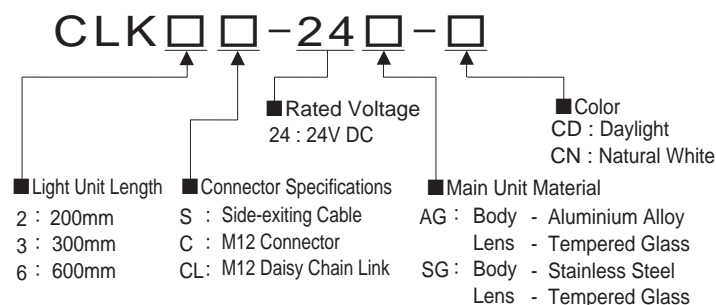 CLK□ □-24□-□
■Rated Voltage
24 : 24V DC
■Color
CD : Daylight
CN : Natural White
■Light Unit Length
2 : 200mm
3 : 300mm
6 : 600mm
■Connector Specifications
S : Side-exiting Cable
C : M12 Connector
CL: M12 Daisy Chain Link
■Main Unit Material
AG : Body - Aluminium Alloy
Lens - Tempered Glass
SG : Body - Stainless Steel
Lens - Tempered Glass